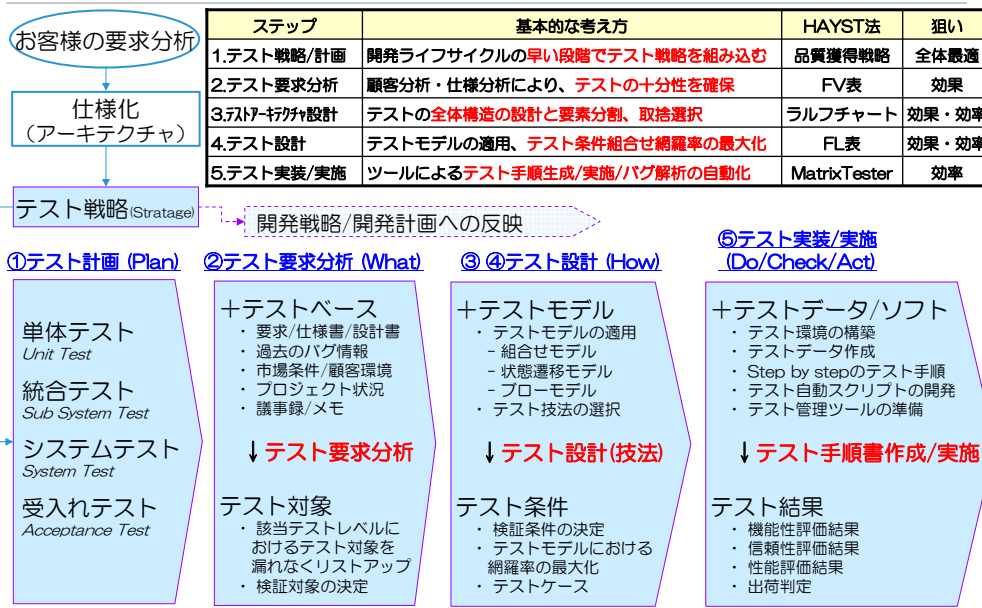 お客様の要求分析
仕様化
（アーキテクチャ）
テスト戦略(Stratage)
開発戦略/開発計画への反映
ステップ 基本的な考え方 HAYST法 狙い
1.テスト戦略/計画 開発ライフサイクルの早い段階でテスト戦略を組み込む 品質獲得戦略 全体最適
2.テスト要求分析 顧客分析・仕様分析により、テストの十分性を確保 FV表 効果
3.テストアーキテクチャ設計 テストの全体構造の設計と要素分割、取捨選択 ラルフチャート 効果・効率
4.テスト設計 テストモデルの適用、テスト条件組合せ網羅率の最大化 FL表 効果・効率
5.テスト実装/実施 ツールによるテスト手順生成/実施/バグ解析の自動化 MatrixTester 効率
①テスト計画 (Plan)
単体テスト
Unit Test
統合テスト
Sub System Test
システムテスト
System Test
受入れテスト
Acceptance Test
②テスト要求分析 (What)
＋テストベース
・ 要求/仕様書/設計書
・ 過去のバグ情報
・ 市場条件/顧客環境
・ プロジェクト状況
・ 議事録/メモ
↓テスト要求分析
テスト対象
・ 該当テストレベルに
おけるテスト対象を
漏れなくリストアップ
・ 検証対象の決定
③ ④テスト設計 (How)
＋テストモデル
・ テストモデルの適用
- 組合せモデル
- 状態遷移モデル
- ブローモデル
・ テスト技法の選択
↓テスト設計(技法)
テスト条件
・ 検証条件の決定
・ テストモデルにおける
網羅率の最大化
・ テストケース
⑤テスト実装/実施
(Do/Check/Act)
＋テストデータ/ソフト
・ テスト環境の構築
・ テストデータ作成
・ Step by stepのテスト手順
・ テスト自動スクリプトの開発
・ テスト管理ツールの準備
↓テスト手順書作成/実施
テスト結果
・ 機能性評価結果
・ 信頼性評価結果
・ 性能評価結果
・ 出荷判定